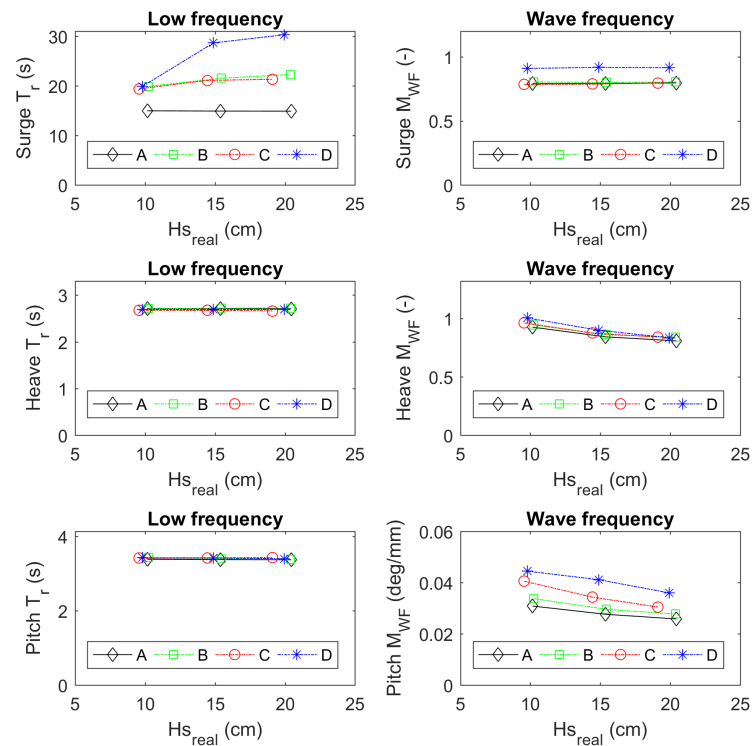 Low frequency
Surge T_r (s)
30
20
10
0
A B C D
5 10 15 20 25
Hs_real (cm)
Wave frequency
Surge M_WF (-)
1
0.5
0
A B C D
5 10 15 20 25
Hs_real (cm)
Low frequency
Heave T_r (s)
3
2
1
0
A B C D
5 10 15 20 25
Hs_real (cm)
Wave frequency
Heave M_WF (-)
1
0.5
0
A B C D
5 10 15 20 25
Hs_real (cm)
Low frequency
Pitch T_r (s)
4
2
0
A B C D
5 10 15 20 25
Hs_real (cm)
Wave frequency
Pitch M_WF (deg/mm)
0.06
0.04
0.02
0
A B C D
5 10 15 20 25
Hs_real (cm)